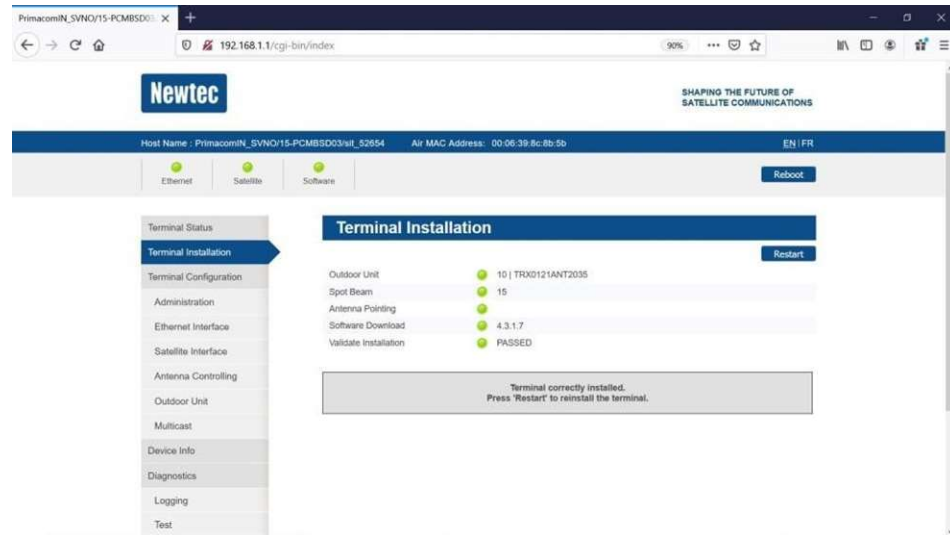 PrimacomIN_SVNO/15-PCMBSD03
192.168.1.1/cgi-bin/index
90%
Newtec
SHAPING THE FUTURE OF
SATELLITE COMMUNICATIONS
Host Name : PrimacomIN_SVNO/15-PCMBSD03/sit_52654 Air MAC Address: 00:06:39:8c:8b:5b EN | FR
Ethernet Satellite Software Reboot
Terminal Status
Terminal Installation
Terminal Configuration
Administration
Ethernet Interface
Satellite Interface
Antenna Controlling
Outdoor Unit
Multicast
Device Info
Diagnostics
Logging
Test
Terminal Installation
Restart
Outdoor Unit 10 | TRX0121ANT2035
Spot Beam 15
Antenna Pointing
Software Download 4.3.1.7
Validate Installation PASSED
Terminal correctly installed.
Press 'Restart' to reinstall the terminal.